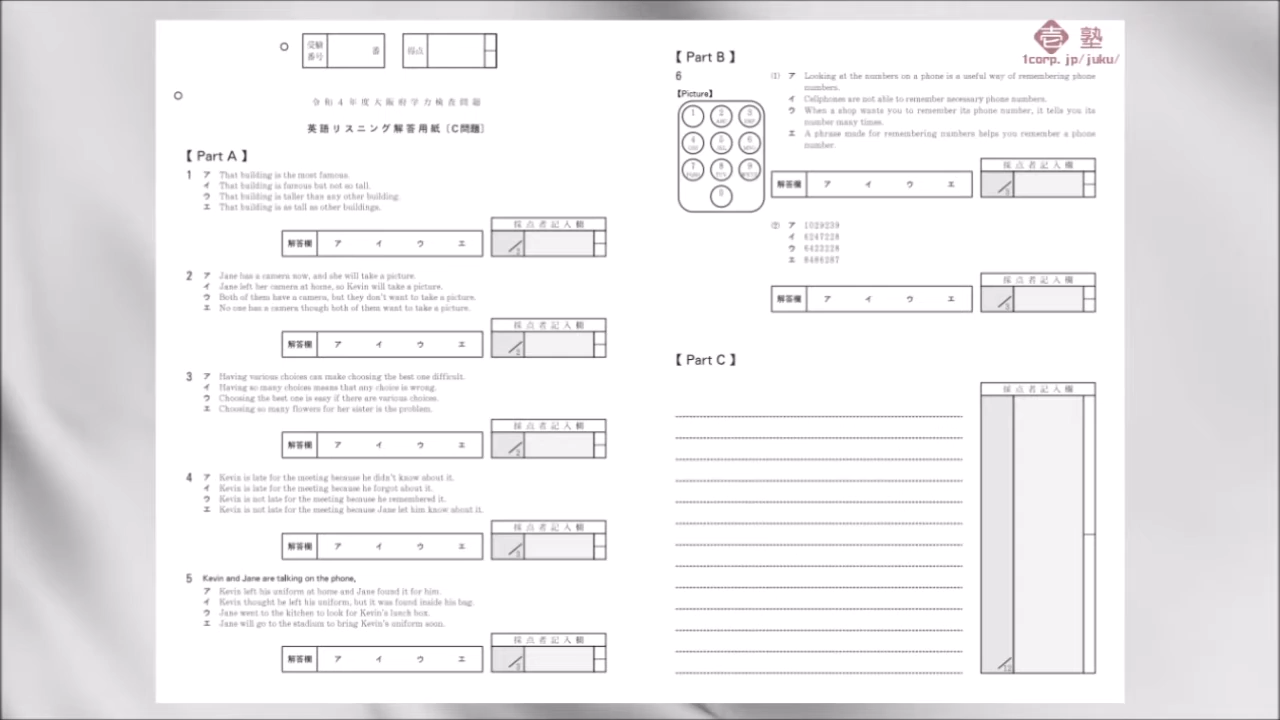 受験
番号
番
得点
令和4年度大阪府学力検査問題
英語リスニング解答用紙〔C問題〕
【 Part A 】
1 ア That building is the most famous.
イ That building is famous but not so tall.
ウ That building is taller than any other building.
エ That building is as tall as other buildings.
採点者記入欄
解答欄 ア イ ウ エ
2 ア Jane has a camera now, and she will take a picture.
イ Jane left her camera at home, so Kevin will take a picture.
ウ Both of them have a camera, but they don't want to take a picture.
エ No one has a camera though both of them want to take a picture.
採点者記入欄
解答欄 ア イ ウ エ
3 ア Having various choices can make choosing the best one difficult.
イ Having so many choices means that any choice is wrong.
ウ Choosing the best one is easy if there are various choices.
エ Choosing so many flowers for her sister is the problem.
採点者記入欄
解答欄 ア イ ウ エ
4 ア Kevin is late for the meeting because he didn't know about it.
イ Kevin is late for the meeting because he forgot about it.
ウ Kevin is not late for the meeting because he remembered it.
エ Kevin is not late for the meeting because Jane let him know about it.
採点者記入欄
解答欄 ア イ ウ エ
5 Kevin and Jane are talking on the phone,
ア Kevin left his uniform at home and Jane found it for him.
イ Kevin thought he left his uniform, but it was found inside his bag.
ウ Jane went to the kitchen to look for Kevin's lunch box.
エ Jane will go to the stadium to bring Kevin's uniform soon.
採点者記入欄
解答欄 ア イ ウ エ
壱塾
1corp.jp/juku/
【 Part B 】
6
【Picture】
1 2 3
4 5 6
7 8 9
0
(1) ア Looking at the numbers on a phone is a useful way of remembering phone
numbers.
イ Cellphones are not able to remember necessary phone numbers.
ウ When a shop wants you to remember its phone number, it tells you its
number many times.
エ A phrase made for remembering numbers helps you remember a phone
number.
採点者記入欄
解答欄 ア イ ウ エ
(2) ア 1029239
イ 6247228
ウ 6423228
エ 8486287
採点者記入欄
解答欄 ア イ ウ エ
【 Part C 】
採点者記入欄